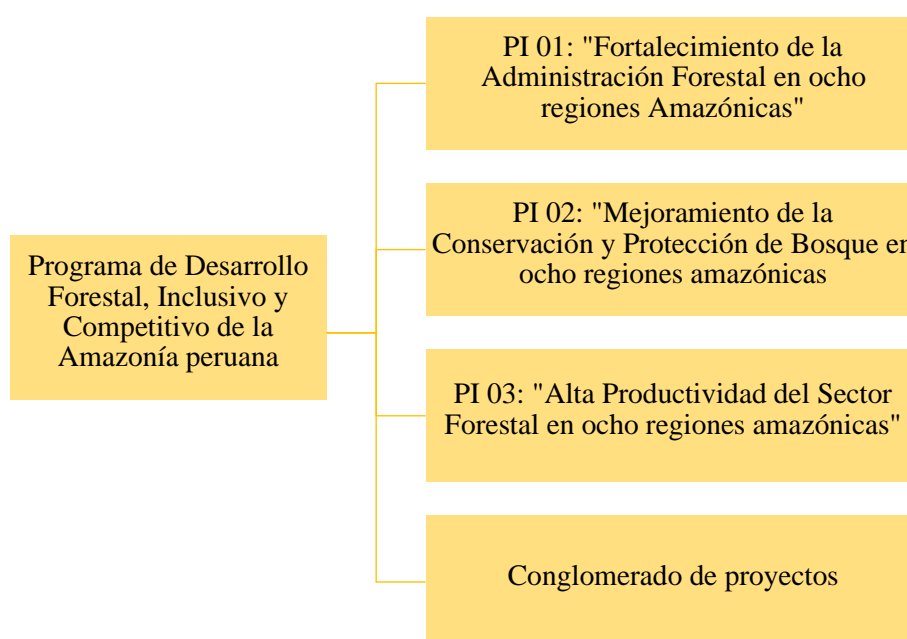 PI 01: "Fortalecimiento de la
Administración Forestal en ocho
regiones Amazónicas"
PI 02: "Mejoramiento de la
Conservación y Protección de Bosque en
ocho regiones amazónicas
Programa de Desarrollo
Forestal, Inclusivo y
Competitivo de la
Amazonía peruana
PI 03: "Alta Productividad del Sector
Forestal en ocho regiones amazónicas"
Conglomerado de proyectos